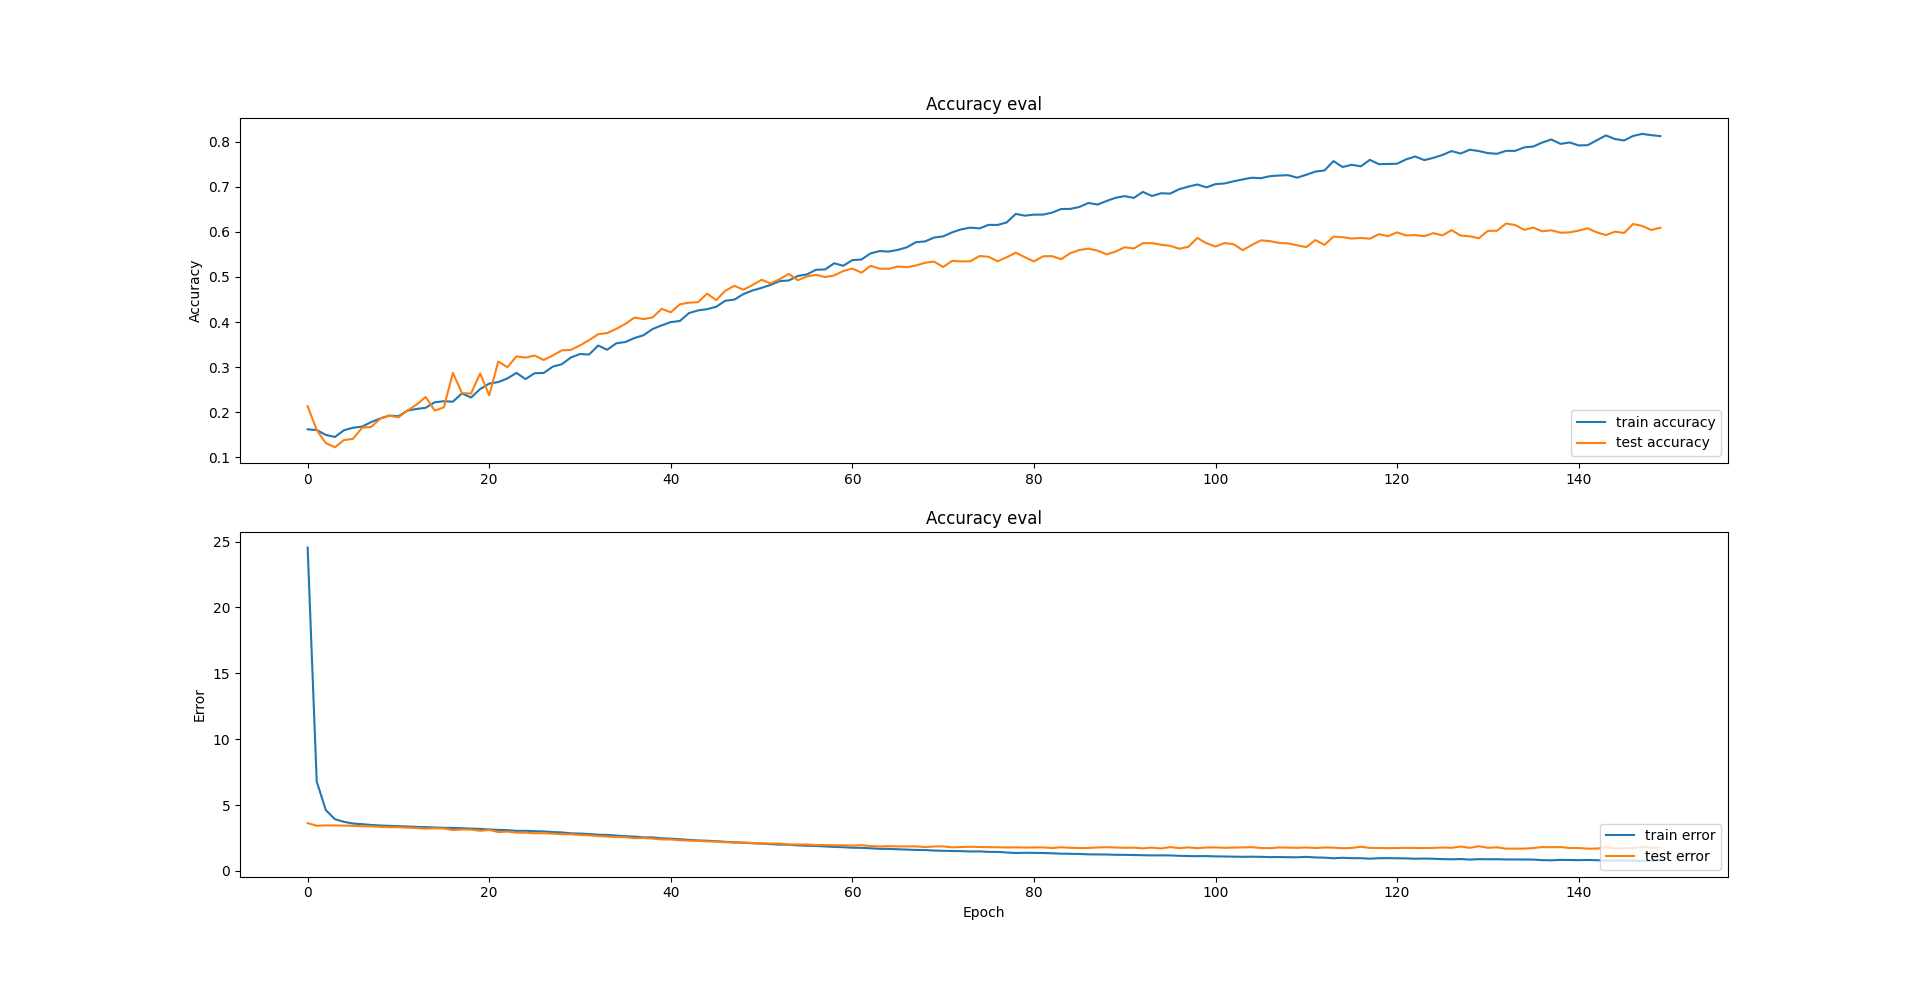 Accuracy eval
0.8
0.7
0.6
0.5
0.4
0.3
0.2
0.1
Accuracy
train accuracy
test accuracy
0 20 40 60 80 100 120 140
Accuracy eval
25
20
15
10
5
0
Error
train error
test error
0 20 40 60 80 100 120 140
Epoch